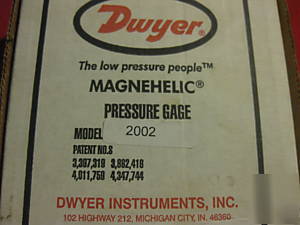 Dwyer®
The low pressure people™
MAGNEHELIC®
PRESSURE GAGE
MODEL 2002
PATENT NO.S
3,397,319 3,862,416
4,011,759 4,347,744
DWYER INSTRUMENTS, INC.
102 HIGHWAY 212, MICHIGAN CITY, IN. 46360